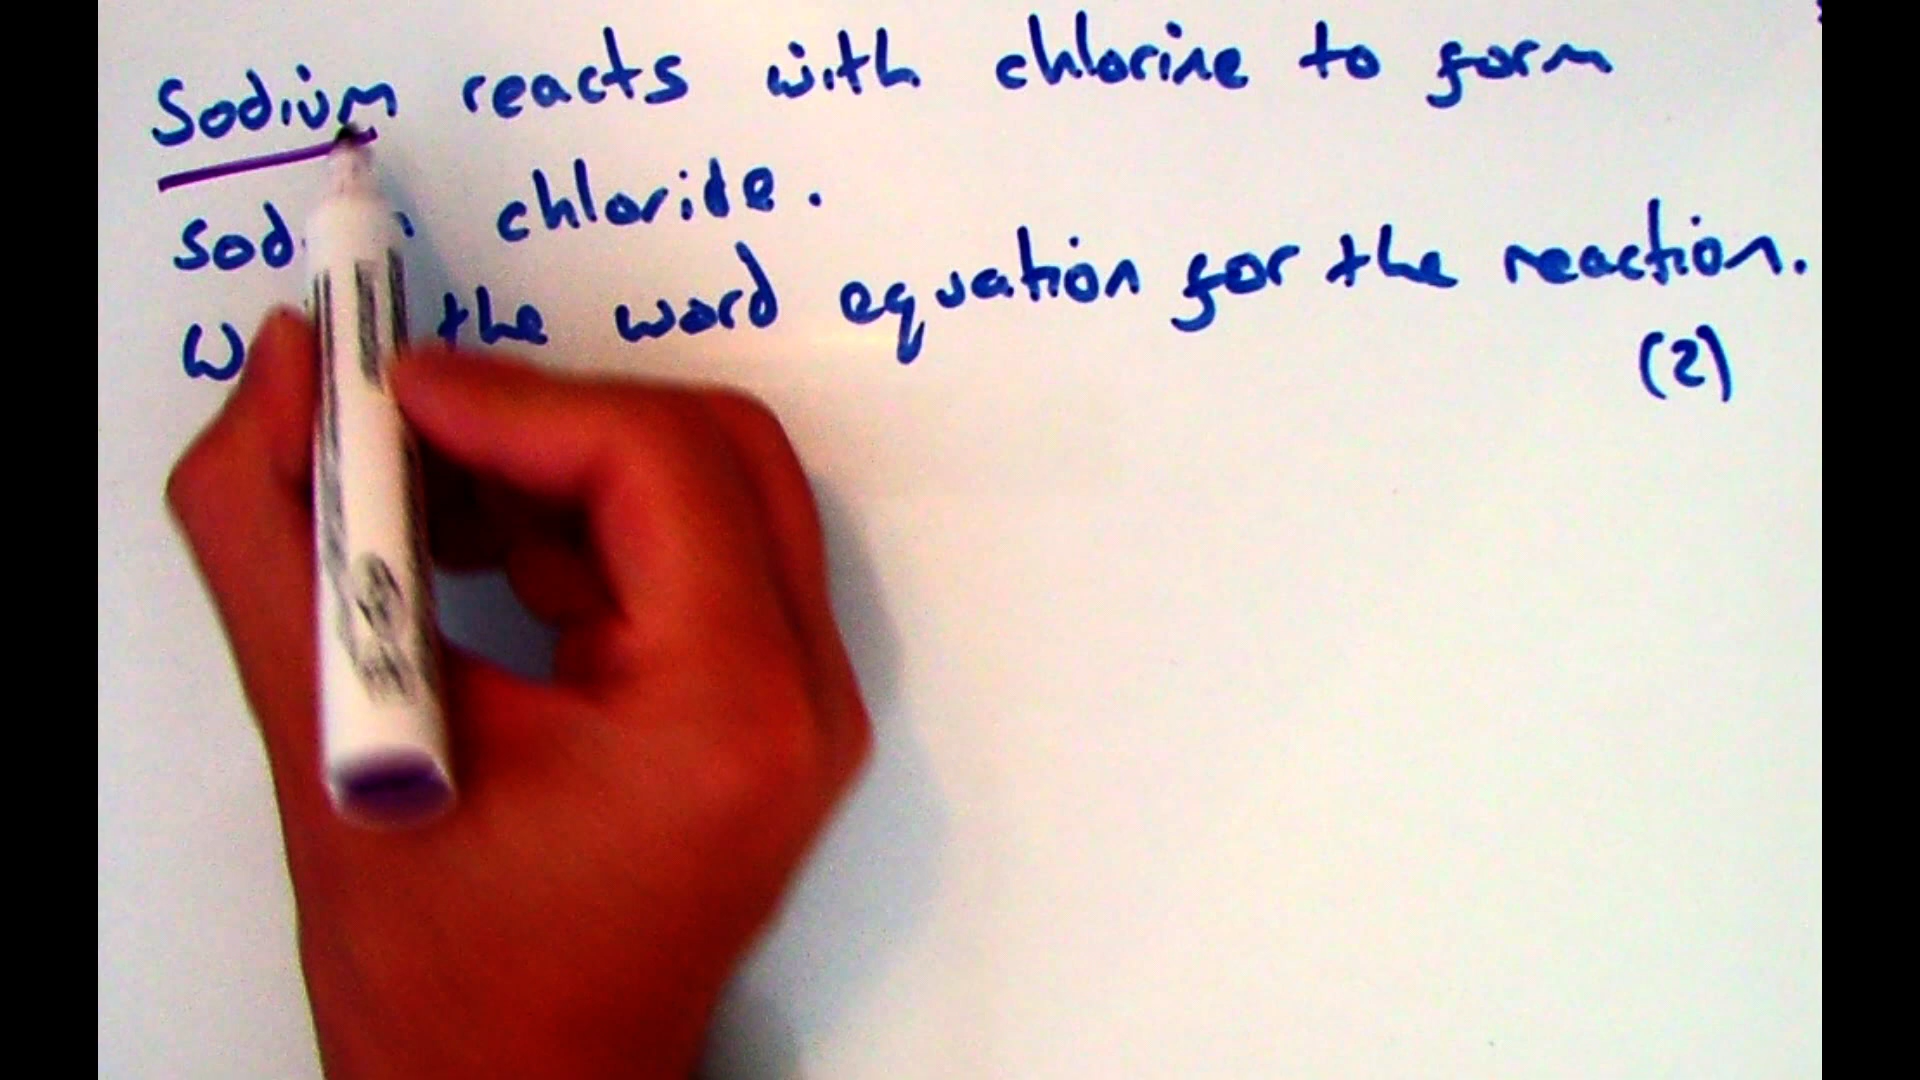 Sodium reacts with chlorine to form
chloride.
the word equation for the reaction.
(2)